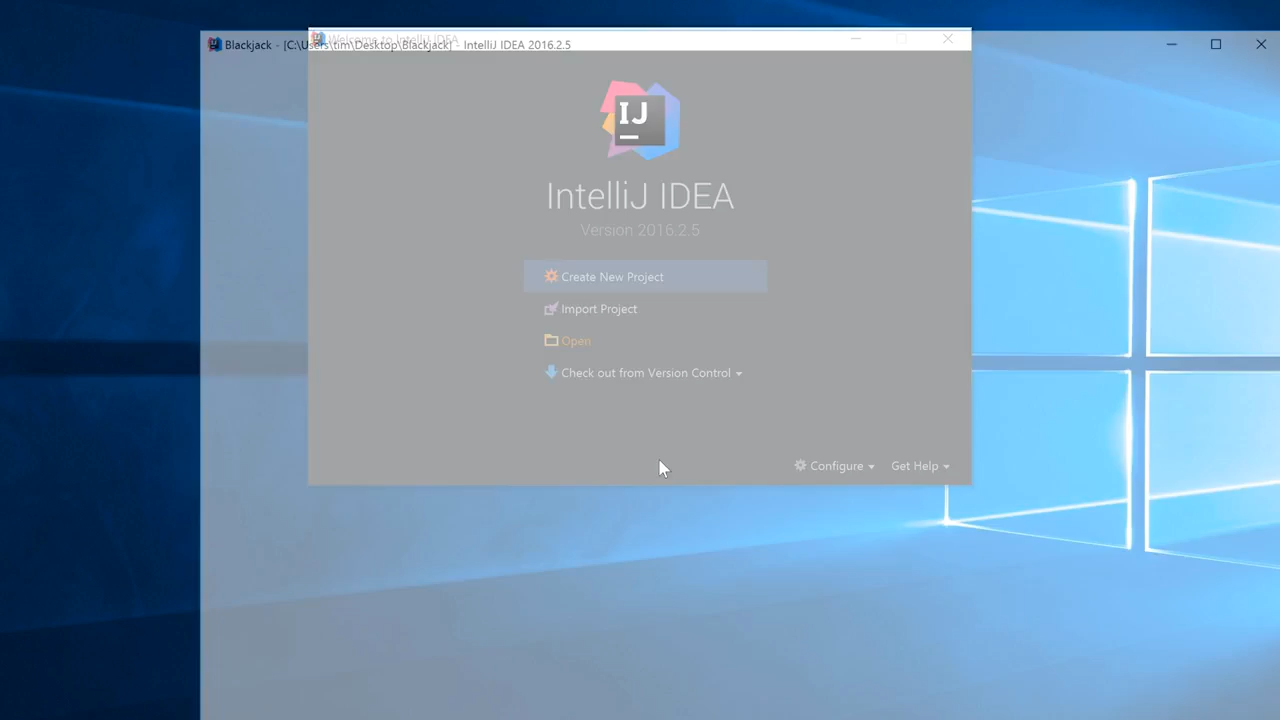 Welcome to IntelliJ IDEA
Blackjack - [C:\Users\tim\Desktop\Blackjack] - IntelliJ IDEA 2016.2.5
IJ
IntelliJ IDEA
Version 2016.2.5
Create New Project
Import Project
Open
Check out from Version Control
Configure
Get Help